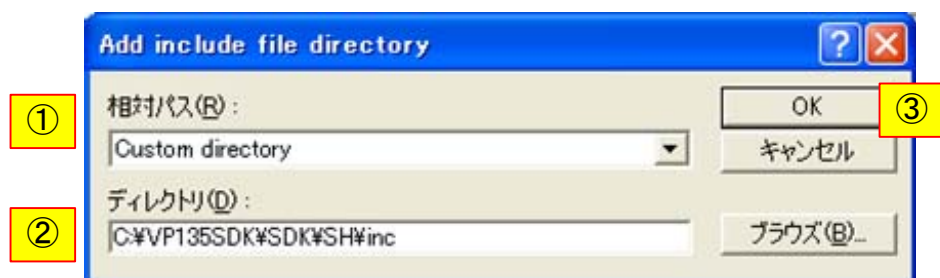 Add include file directory
① 相対パス(R):
OK ③
Custom directory
キャンセル
ディレクトリ(D):
② C:¥VP135SDK¥SDK¥SH¥inc
ブラウズ(B)...